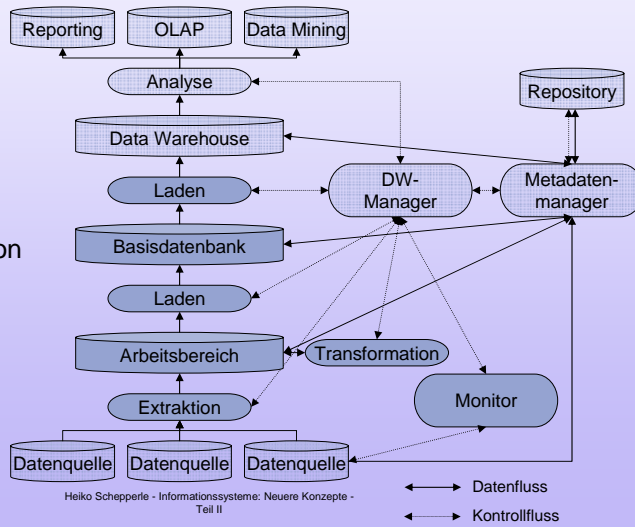 Reporting
OLAP
Data Mining
Analyse
Repository
Data Warehouse
Laden
DW-
Manager
Metadaten-
manager
Basisdatenbank
on
Laden
Arbeitsbereich
Transformation
Extraktion
Monitor
Datenquelle
Datenquelle
Datenquelle
Heiko Schepperle - Informationssysteme: Neuere Konzepte -
Teil II
Datenfluss
Kontrollfluss